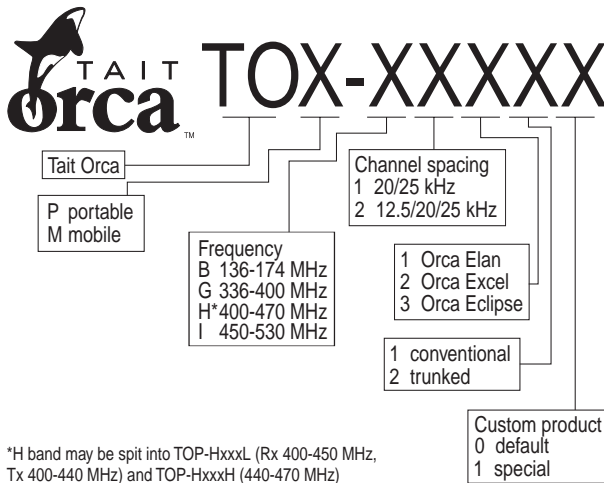 TAIT
orca
TM
TOX-XXXXX
Tait Orca
P portable
M mobile
Frequency
B 136-174 MHz
G 336-400 MHz
H*400-470 MHz
I 450-530 MHz
Channel spacing
1 20/25 kHz
2 12.5/20/25 kHz
1 Orca Elan
2 Orca Excel
3 Orca Eclipse
1 conventional
2 trunked
Custom product
0 default
1 special
*H band may be spit into TOP-HxxxL (Rx 400-450 MHz,
Tx 400-440 MHz) and TOP-HxxxH (440-470 MHz)